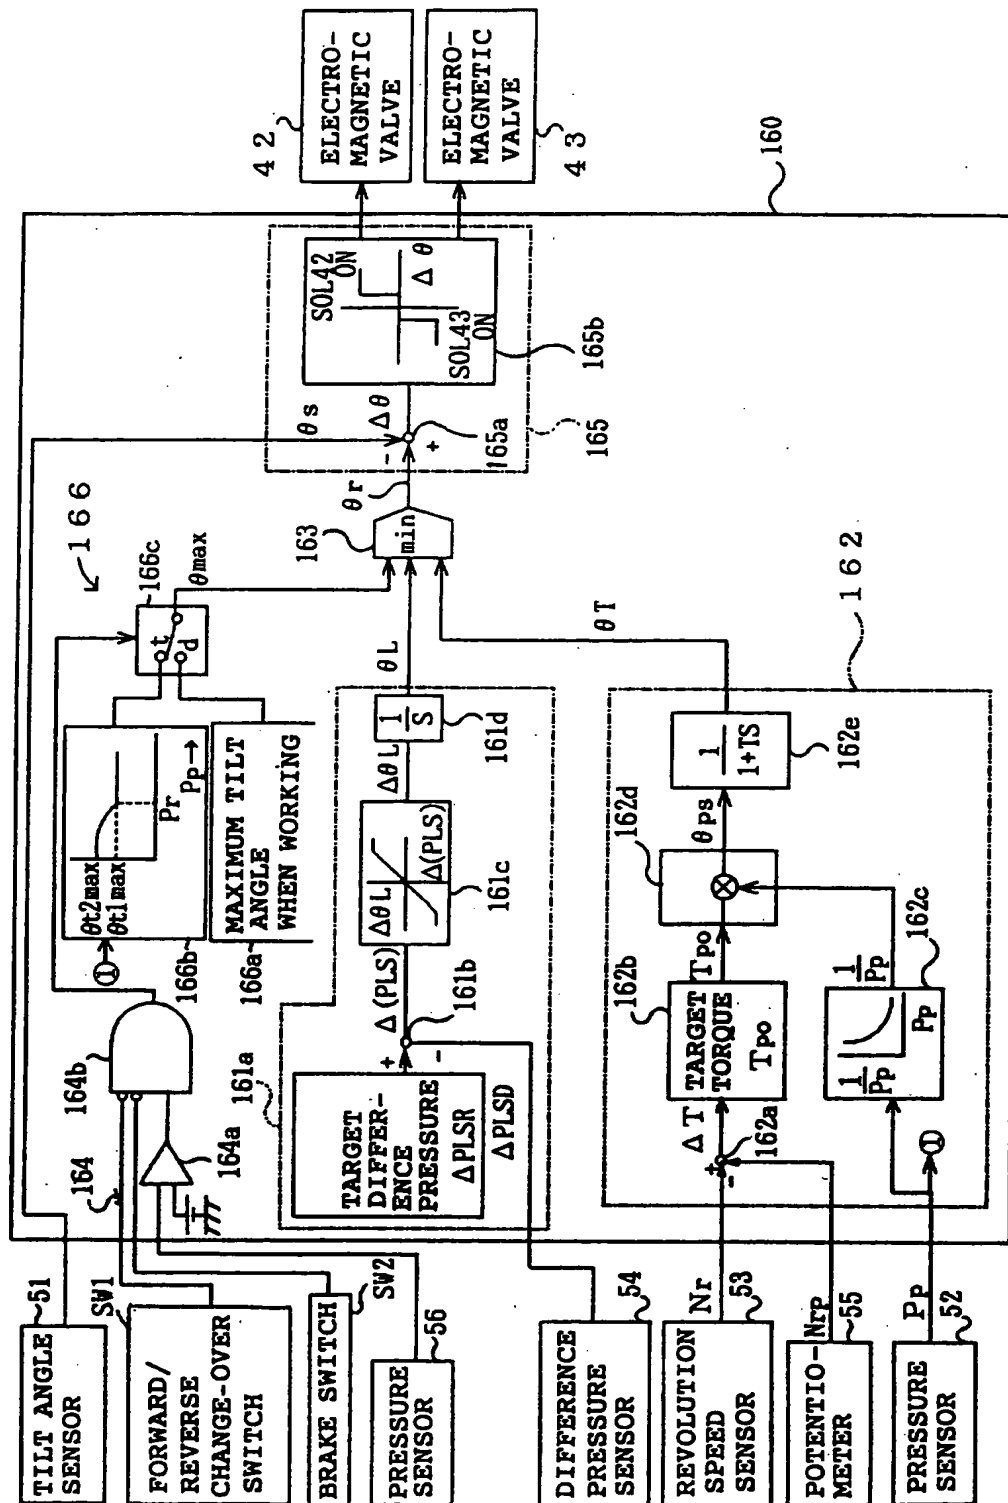 TILT ANGLE
SENSOR
51
FORWARD/
REVERSE
CHANGE-OVER
SWITCH
SW1
BRAKE SWITCH
SW2
PRESSURE
SENSOR
56
DIFFERENCE
PRESSURE
SENSOR
54
REVOLUTION
SPEED
SENSOR
53
Nr
POTENTIO-
METER
55
Nrp
PRESSURE
SENSOR
52
Pp
164
164a
164b
①
θt2max
θt1max
Pr
Pp→
166b
MAXIMUM TILT
ANGLE
WHEN WORKING
166a
t
d
166c
166
θmax
161a
TARGET
DIFFER-
ENCE
PRESSURE
ΔPLSR
ΔPLSD
+
-
161b
Δ(PLS)
ΔθL
Δ(PLS)
161c
ΔθL
1
S
161d
θL
-
+
162a
ΔT
TARGET
TORQUE
Tpo
162b
Tpo
①
1
Pp
Pp
162c
1
Pp
162d
θps
1
1+TS
162e
162
θT
163
min
θr
θs
-
+
165a
Δθ
165
SOL42
ON
Δθ
SOL43
ON
165b
160
ELECTRO-
MAGNETIC
VALVE
42
ELECTRO-
MAGNETIC
VALVE
43